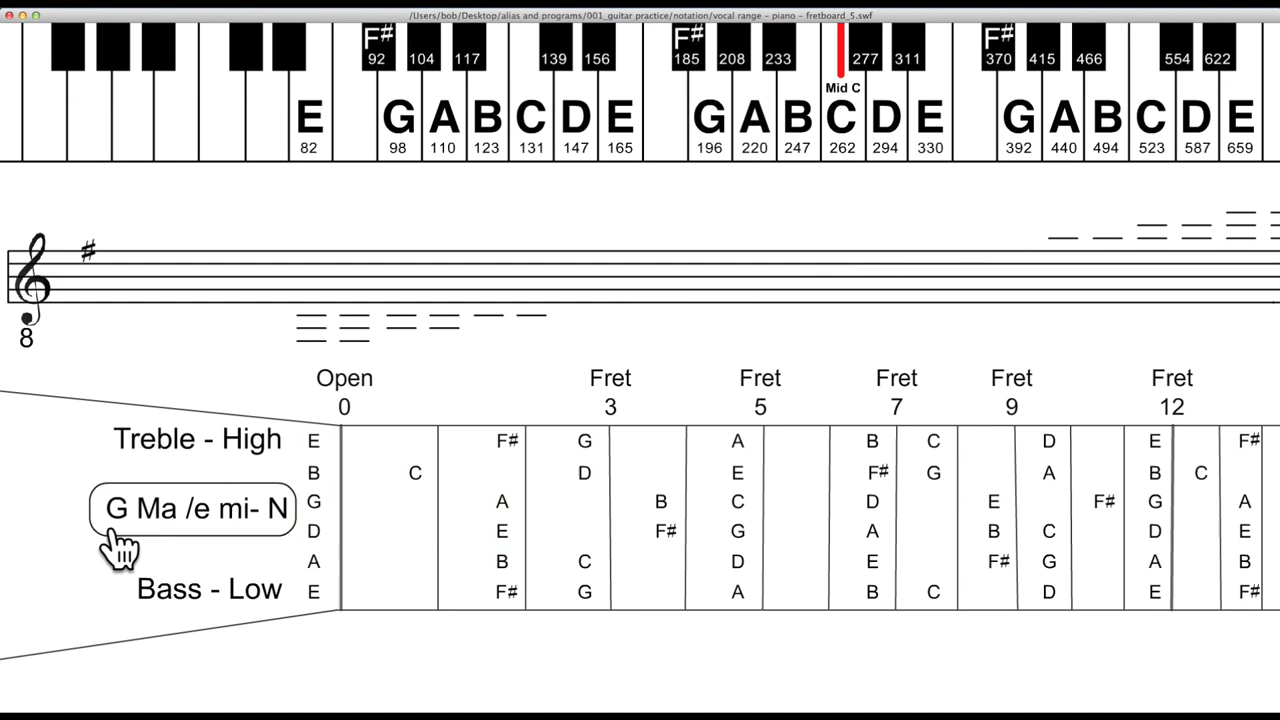 /Users/bob/Desktop/alias and programs/001_guitar practice/notation/vocal range - piano - fretboard_5.swf
F# F# F#
92 104 117 139 156 185 208 233 277 311 370 415 466 554 622
Mid C
E G A B C D E G A B C D E G A B C D E
82 98 110 123 131 147 165 196 220 247 262 294 330 392 440 494 523 587 659
#
8
Open Fret Fret Fret Fret Fret
0 3 5 7 9 12
Treble - High E F# G A B C D E F#
B C D E F# G A B C
G Ma /e mi- N G A B C D E F# G A
D E F# G A B C D E
A B C D E F# G A B
Bass - Low E F# G A B C D E F#